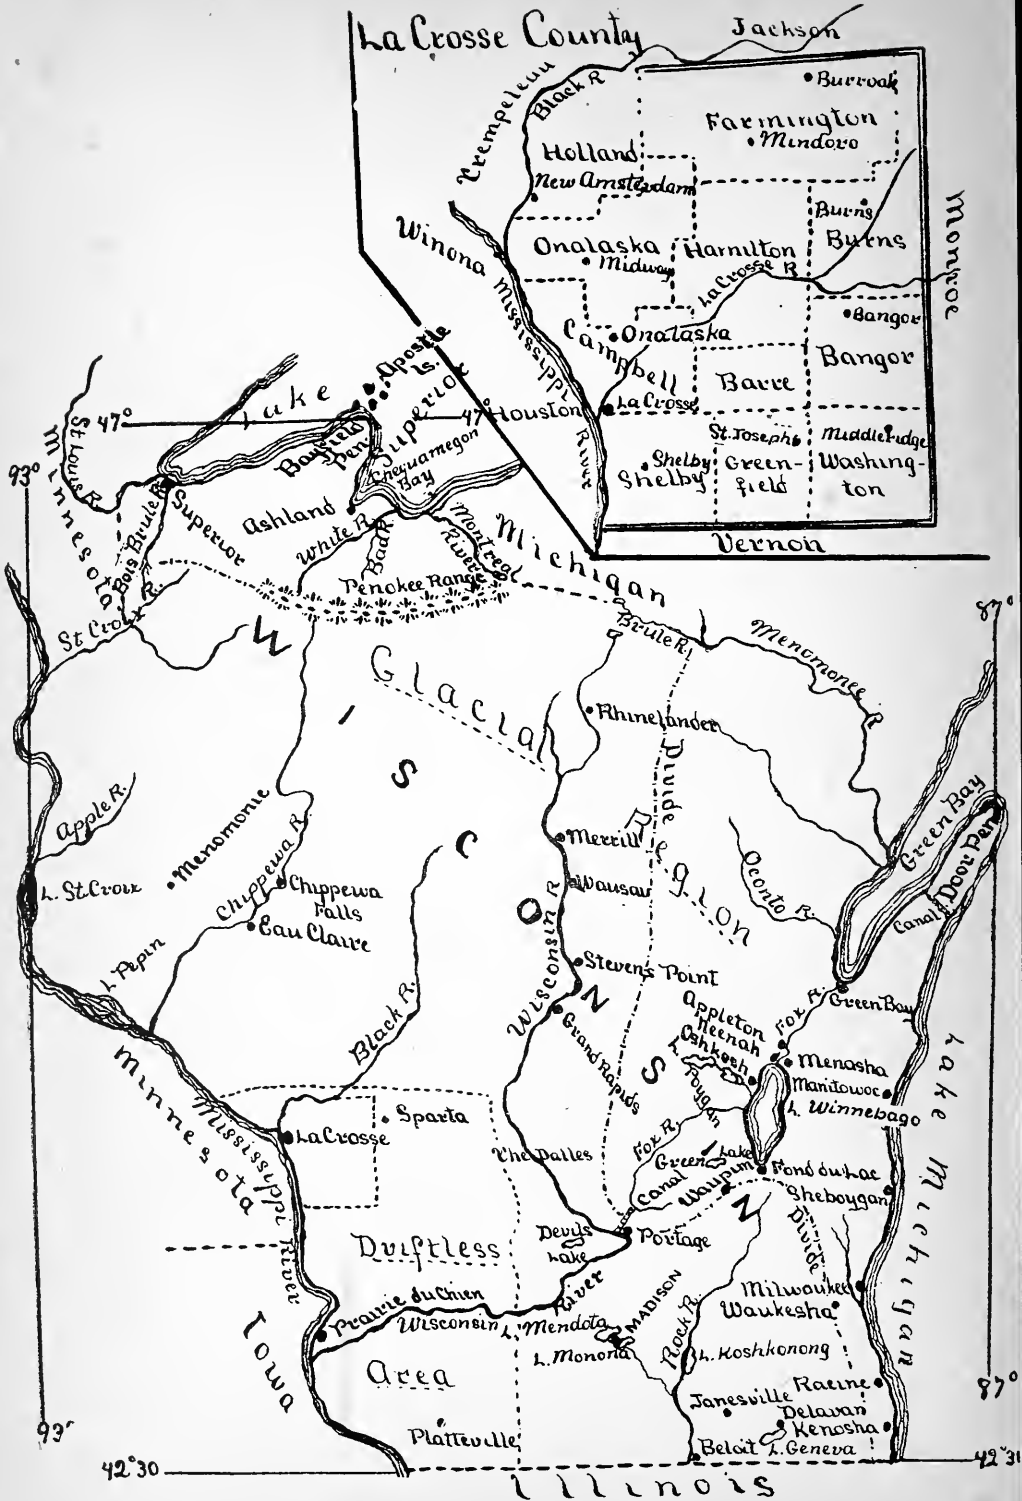 La Crosse County
Jackson
Trempeleau
Black R
Burroak
Farmington
Mindoro
Holland
New Amsterdam
Burns
Burns
Monroe
Winona
Onalaska
Midway
Hamilton
La Crosse R
Mississippi River
Campbell
Onalaska
Bangor
Bangor
Barre
Houston
La Crosse
St. Joseph's
Middleridge
Shelby
Shelby
Green-
field
Washing-
ton
Vernon
Apostle
Is.
Lake Superior
47°
47°
Bayfield
Pen
Chequamegon
Bay
St Louis R.
Minnesota
93°
Superior
Ashland
White R.
Bad R.
Montreal
River
Michigan
Bois Brule R.
Penokee Range
St Croix R.
87°
Brule R.
Menomonee R
WISCONSIN
Glacial Region
Rhinelander
Divide
Apple R.
Menomonie
Chippewa R.
Merrill
Green Bay
Door Pen
Canal
L. St. Croix
Chippewa
Falls
Wausau
Oconto R.
Eau Claire
Wisconsin R
L. Pepin
Stevens Point
Black R.
Grand Rapids
Appleton
Neenah
Oshkosh
Fox R.
Green Bay
L. Poygan
Menasha
Manitowoc
L. Winnebago
Lake Michigan
Minnesota
Mississippi River
Sparta
La Crosse
The Dalles
Fox R.
Green Lake
Fond du Lac
Canal
Waupun
Sheboygan
Devils
Lake
Portage
Divide
Driftless
Prairie du Chien
Wisconsin River
L. Mendota
MADISON
Milwaukee
Waukesha
Rock R.
L. Monona
L. Koshkonong
Iowa
Area
Racine
87°
Janesville
Delavan
Kenosha
Platteville
Beloit
L. Geneva
93°
42°30
42°31
Illinois